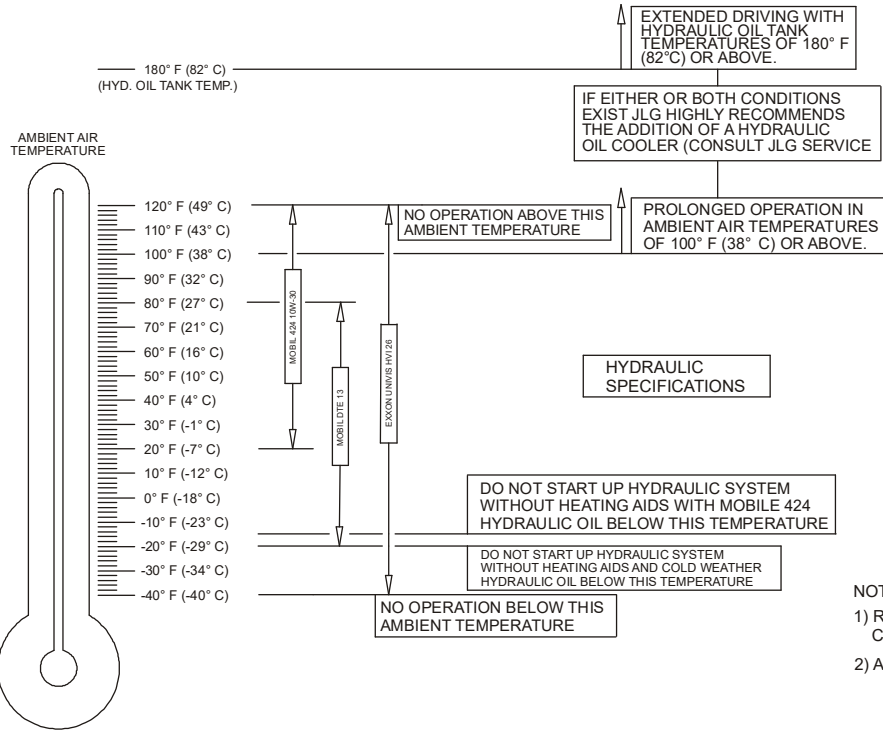 EXTENDED DRIVING WITH
HYDRAULIC OIL TANK
TEMPERATURES OF 180° F
(82°C) OR ABOVE.
180° F (82° C)
(HYD. OIL TANK TEMP.)
IF EITHER OR BOTH CONDITIONS
EXIST JLG HIGHLY RECOMMENDS
THE ADDITION OF A HYDRAULIC
OIL COOLER (CONSULT JLG SERVICE
AMBIENT AIR
TEMPERATURE
120° F (49° C)
110° F (43° C)
100° F (38° C)
90° F (32° C)
80° F (27° C)
70° F (21° C)
60° F (16° C)
50° F (10° C)
40° F (4° C)
30° F (-1° C)
20° F (-7° C)
10° F (-12° C)
0° F (-18° C)
-10° F (-23° C)
-20° F (-29° C)
-30° F (-34° C)
-40° F (-40° C)
MOBIL 424 10W-30
MOBIL DTE 13
EXXON UNIVIS HVI 26
NO OPERATION ABOVE THIS
AMBIENT TEMPERATURE
PROLONGED OPERATION IN
AMBIENT AIR TEMPERATURES
OF 100° F (38° C) OR ABOVE.
HYDRAULIC
SPECIFICATIONS
DO NOT START UP HYDRAULIC SYSTEM
WITHOUT HEATING AIDS WITH MOBILE 424
HYDRAULIC OIL BELOW THIS TEMPERATURE
DO NOT START UP HYDRAULIC SYSTEM
WITHOUT HEATING AIDS AND COLD WEATHER
HYDRAULIC OIL BELOW THIS TEMPERATURE
NO OPERATION BELOW THIS
AMBIENT TEMPERATURE
NOT
1) R
C
2) A